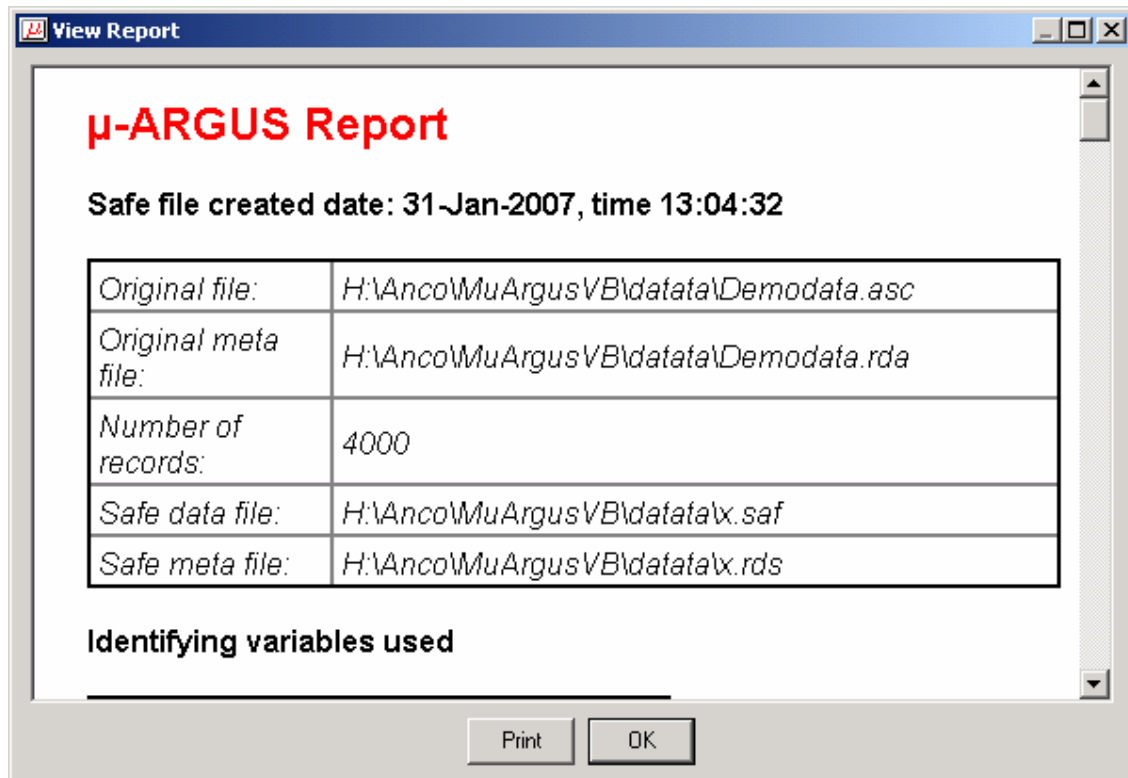 View Report
µ-ARGUS Report
Safe file created date: 31-Jan-2007, time 13:04:32
Original file: H:\Anco\MuArgusVB\datata\Demodata.asc
Original meta
file: H:\Anco\MuArgusVB\datata\Demodata.rda
Number of
records: 4000
Safe data file: H:\Anco\MuArgusVB\datata\x.saf
Safe meta file: H:\Anco\MuArgusVB\datata\x.rds
Identifying variables used
Print OK